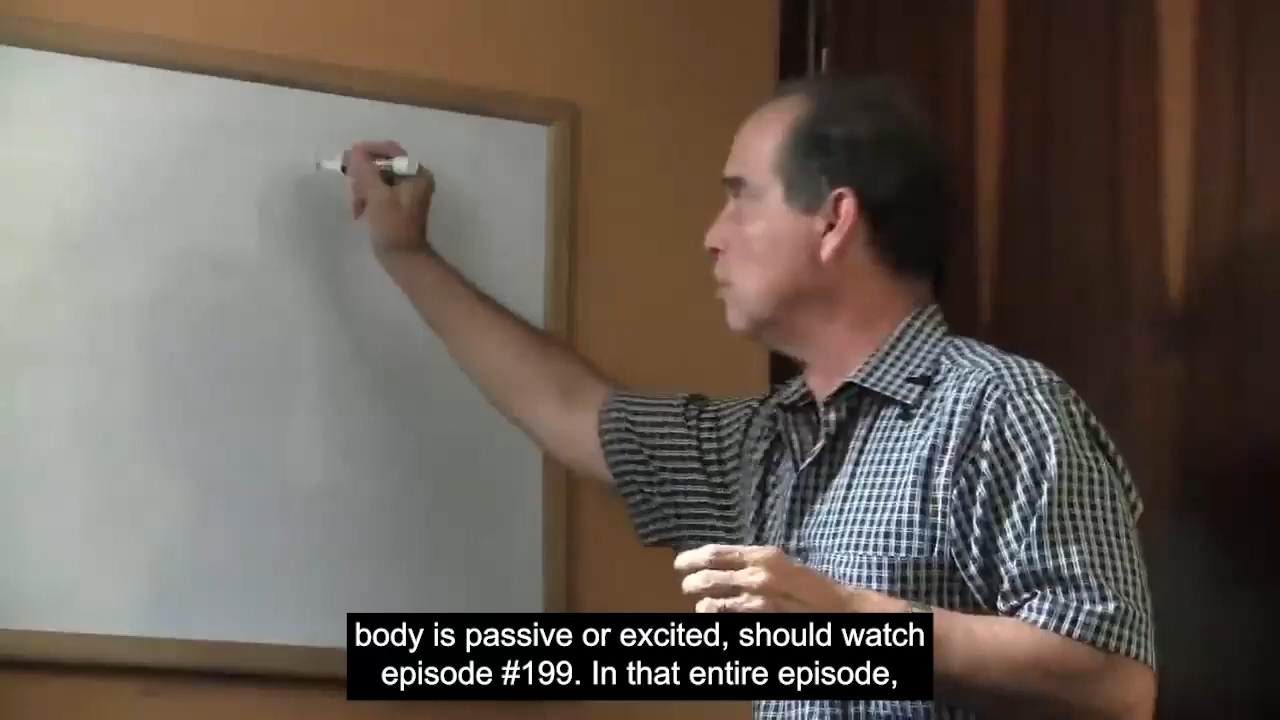 body is passive or excited, should watch
episode #199. In that entire episode,